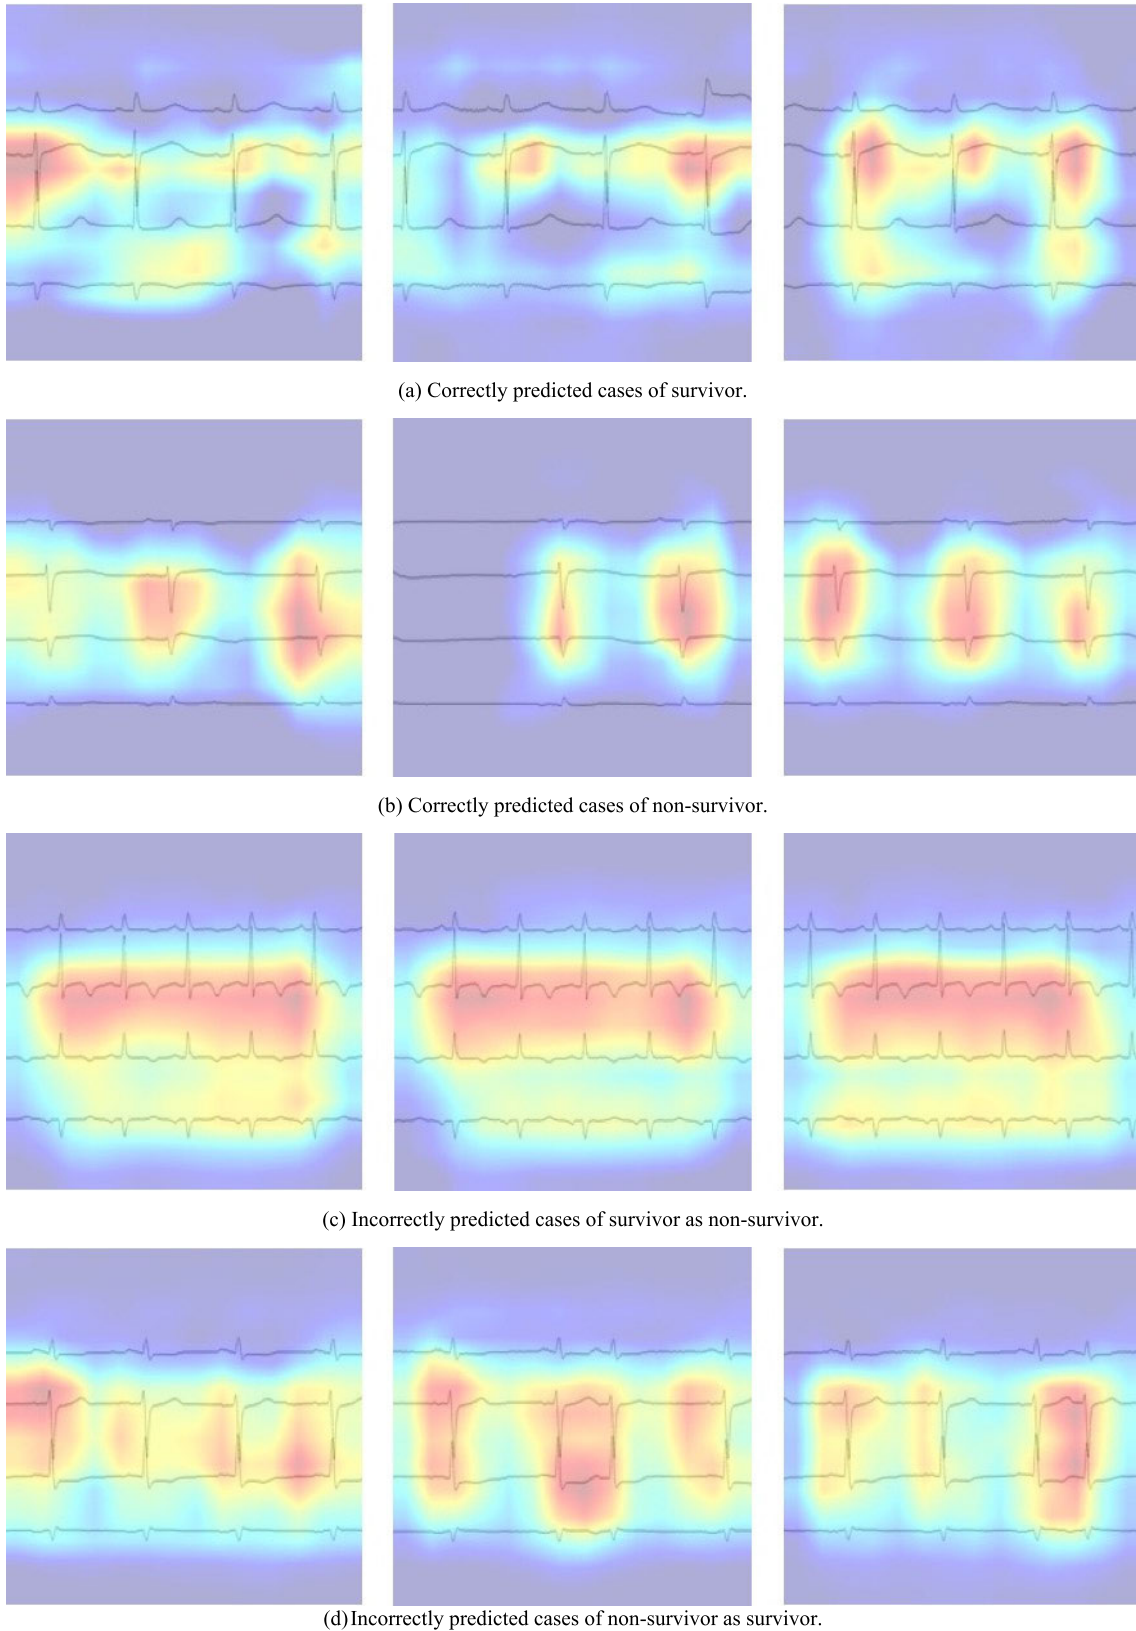 (a) Correctly predicted cases of survivor.
(b) Correctly predicted cases of non-survivor.
(c) Incorrectly predicted cases of survivor as non-survivor.
(d) Incorrectly predicted cases of non-survivor as survivor.